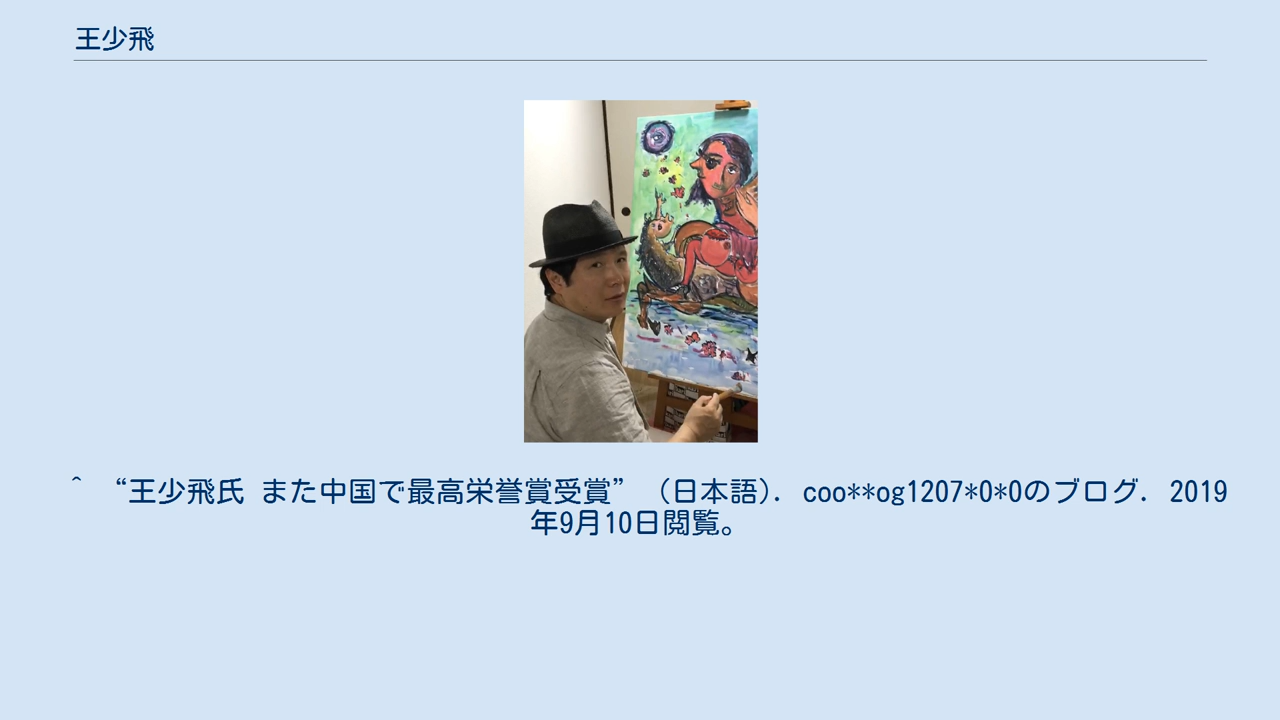 王少飛
^ “王少飛氏 また中国で最高栄誉賞受賞” (日本語). coo**og1207*0*0のブログ. 2019
年9月10日閲覧。